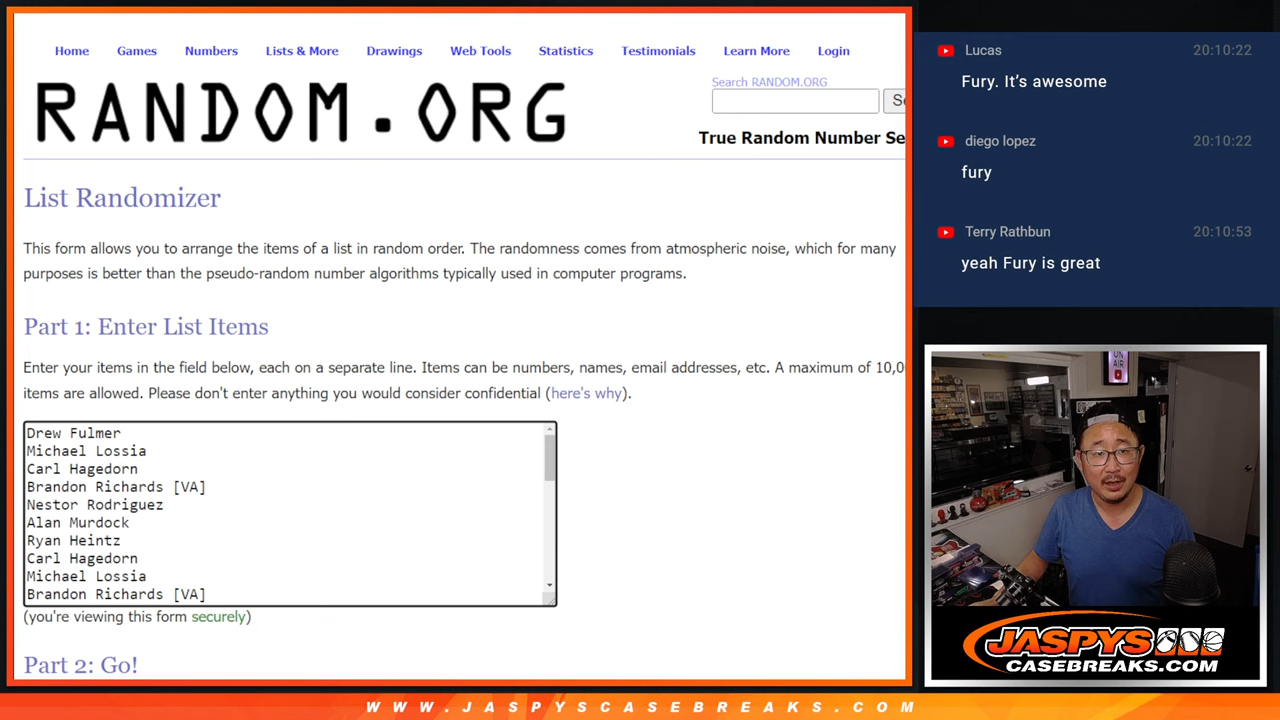 Home Games Numbers Lists & More Drawings Web Tools Statistics Testimonials Learn More Login
RANDOM.ORG
Search RANDOM.ORG
True Random Number Se
List Randomizer
This form allows you to arrange the items of a list in random order. The randomness comes from atmospheric noise, which for many
purposes is better than the pseudo-random number algorithms typically used in computer programs.
Part 1: Enter List Items
Enter your items in the field below, each on a separate line. Items can be numbers, names, email addresses, etc. A maximum of 10,0
items are allowed. Please don't enter anything you would consider confidential (here's why).
Drew Fulmer
Michael Lossia
Carl Hagedorn
Brandon Richards [VA]
Nestor Rodriguez
Alan Murdock
Ryan Heintz
Carl Hagedorn
Michael Lossia
Brandon Richards [VA]
(you're viewing this form securely)
Part 2: Go!
Lucas 20:10:22
Fury. It’s awesome
diego lopez 20:10:22
fury
Terry Rathbun 20:10:53
yeah Fury is great
ON
AIR
JASPYS
CASEBREAKS.COM
WWW.JASPYSCASEBREAKS.COM